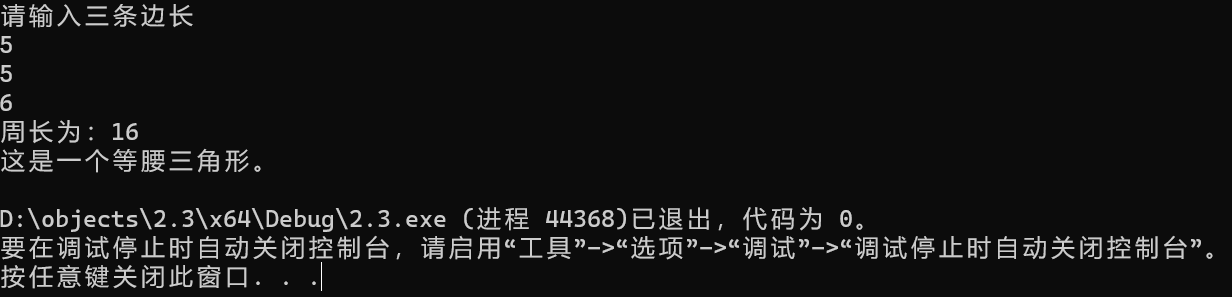 请输入三条边长
5
5
6
周长为：16
这是一个等腰三角形。
D:\objects\2.3\x64\Debug\2.3.exe (进程 44368)已退出，代码为 0。
要在调试停止时自动关闭控制台，请启用“工具”->“选项”->“调试”->“调试停止时自动关闭控制台”。
按任意键关闭此窗口. . .